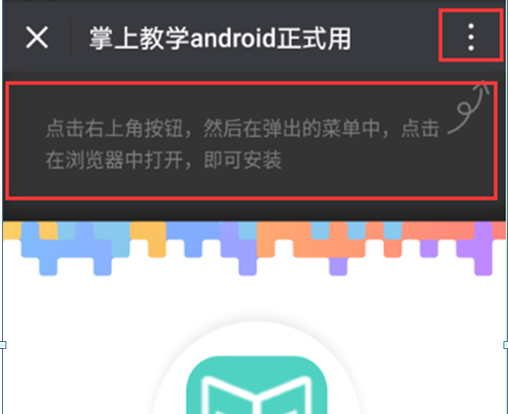 掌上教学android正式用
点击右上角按钮，然后在弹出的菜单中，点击
在浏览器中打开，即可安装